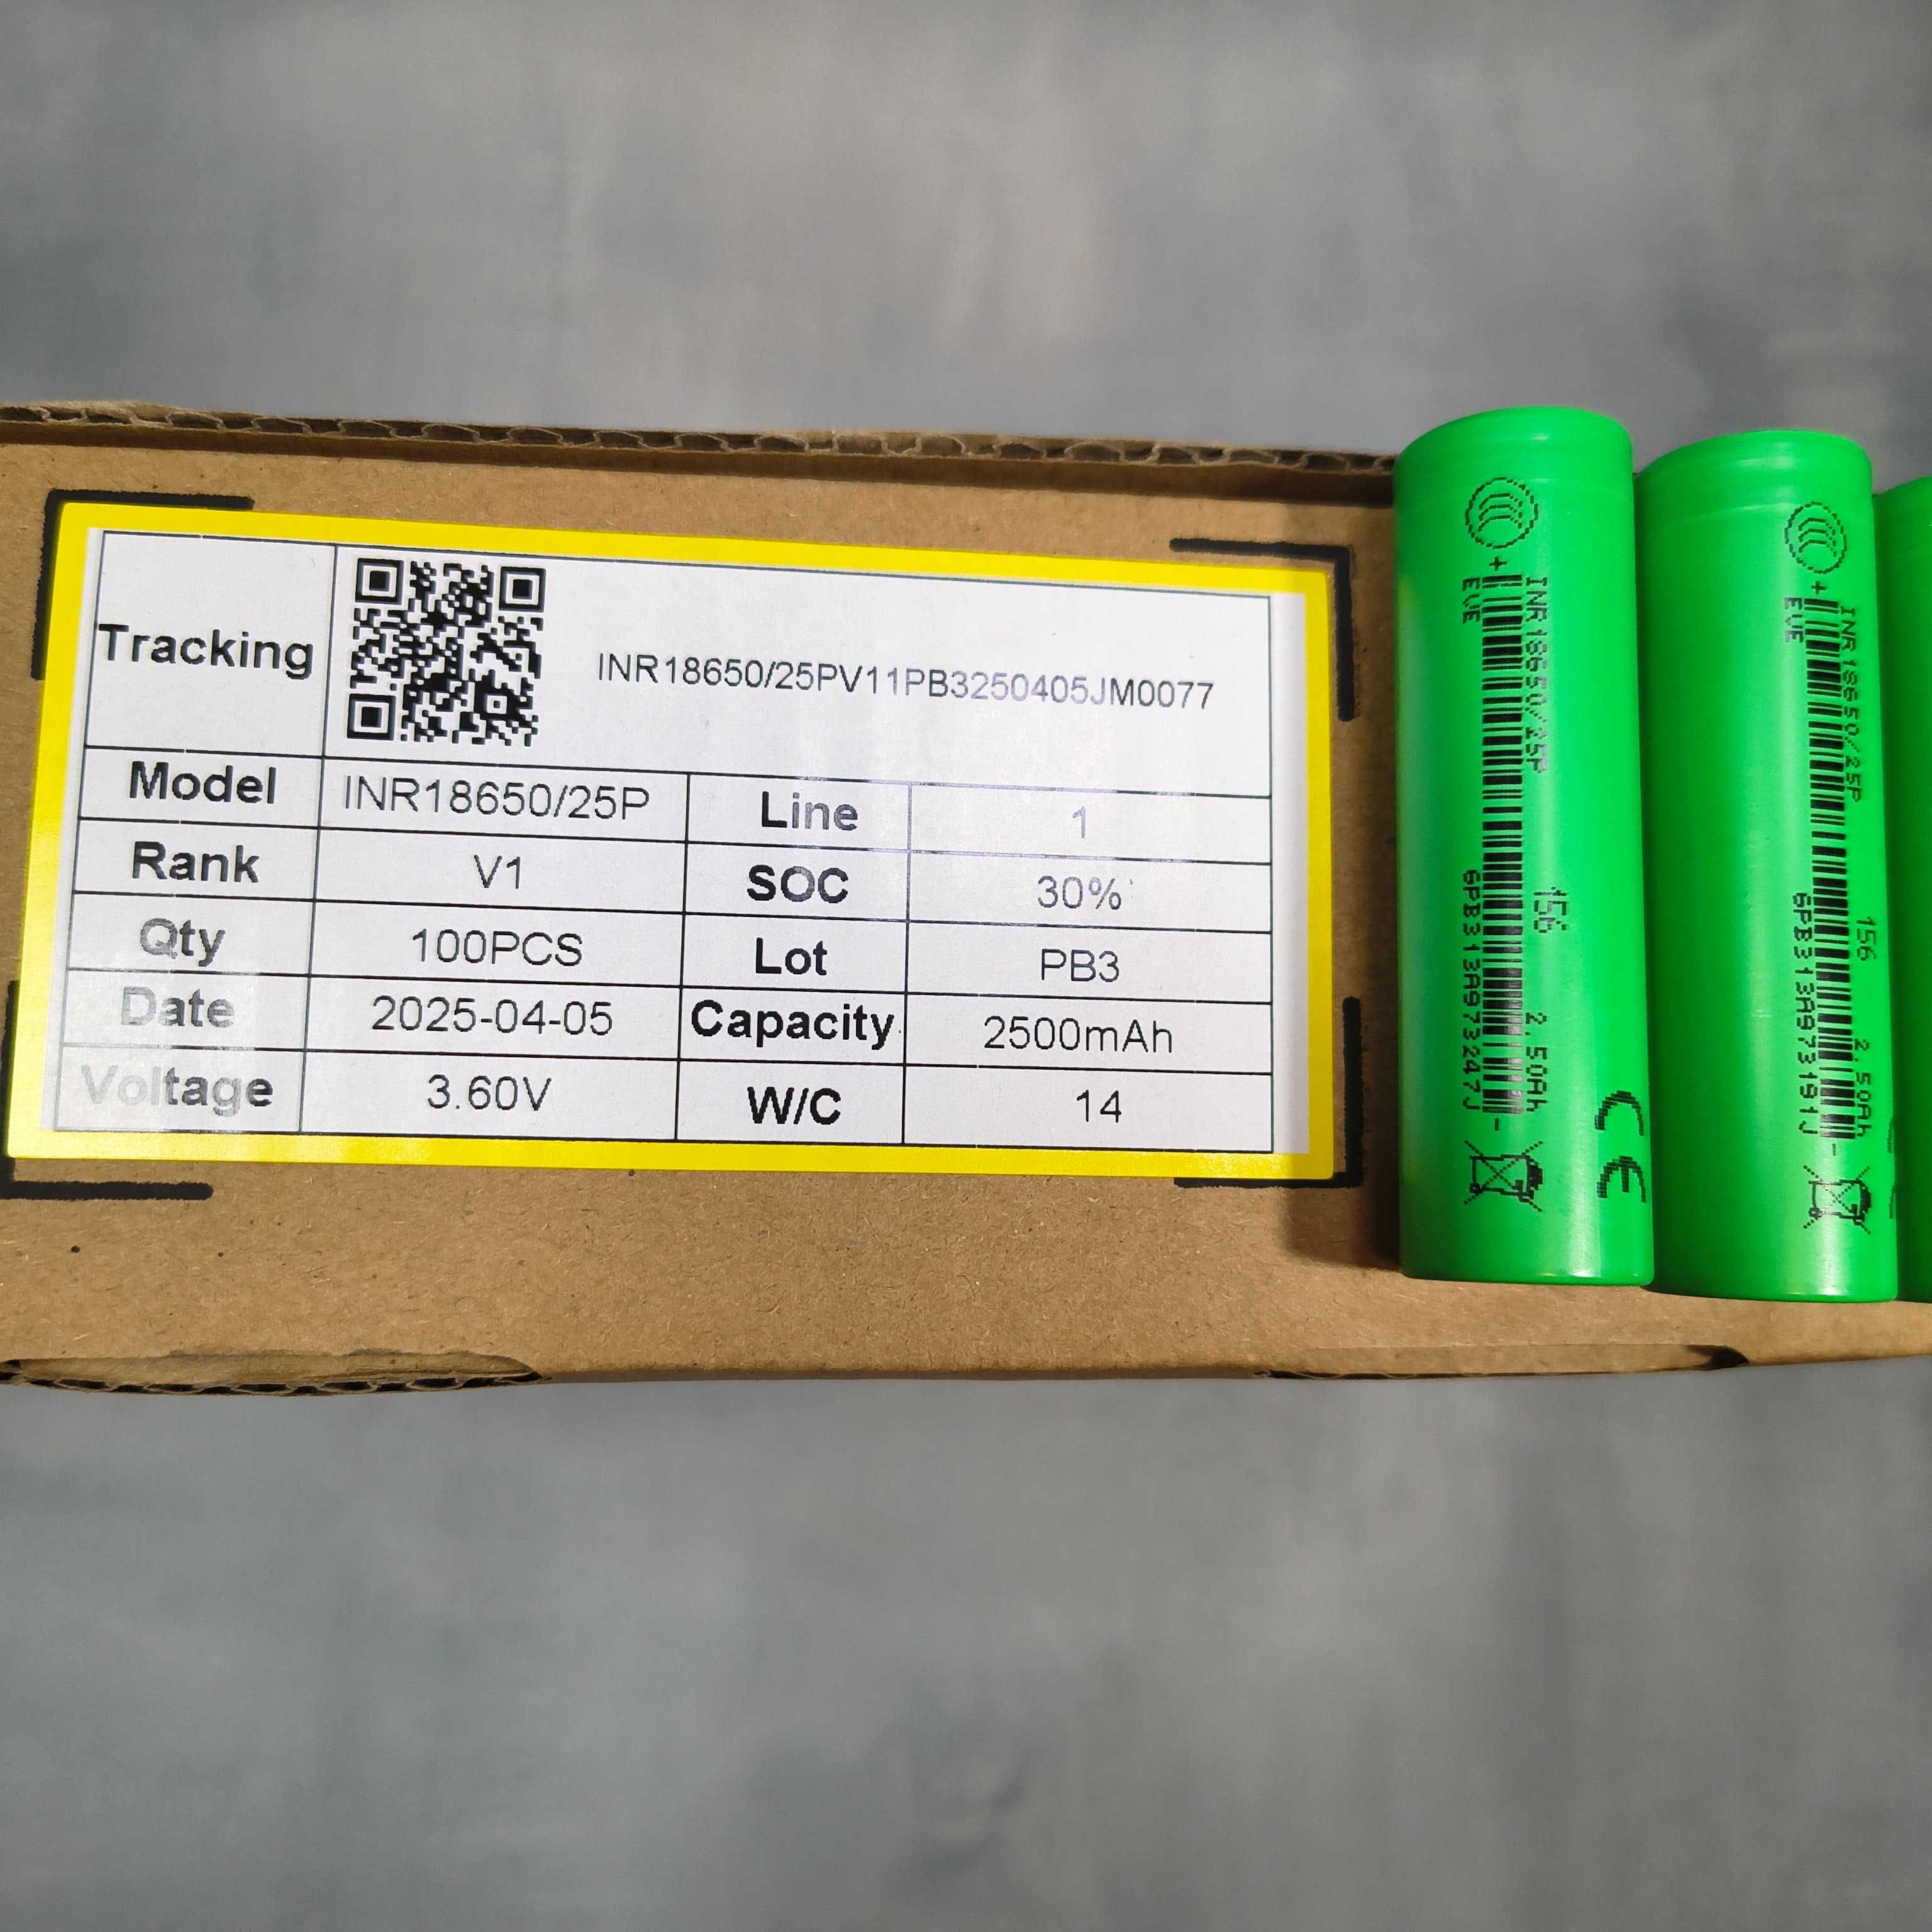 Tracking
INR18650/25PV11PB3250405JM0077
Model INR18650/25P Line 1
Rank V1 SOC 30%
Qty 100PCS Lot PB3
Date 2025-04-05 Capacity 2500mAh
Voltage 3.60V W/C 14
INR18650/25P 156 2.50Ah
+ -
EVE 6PB313A973247J
CE
INR18650/25P 156 2.50Ah
+ -
EVE 6PB313A973191J